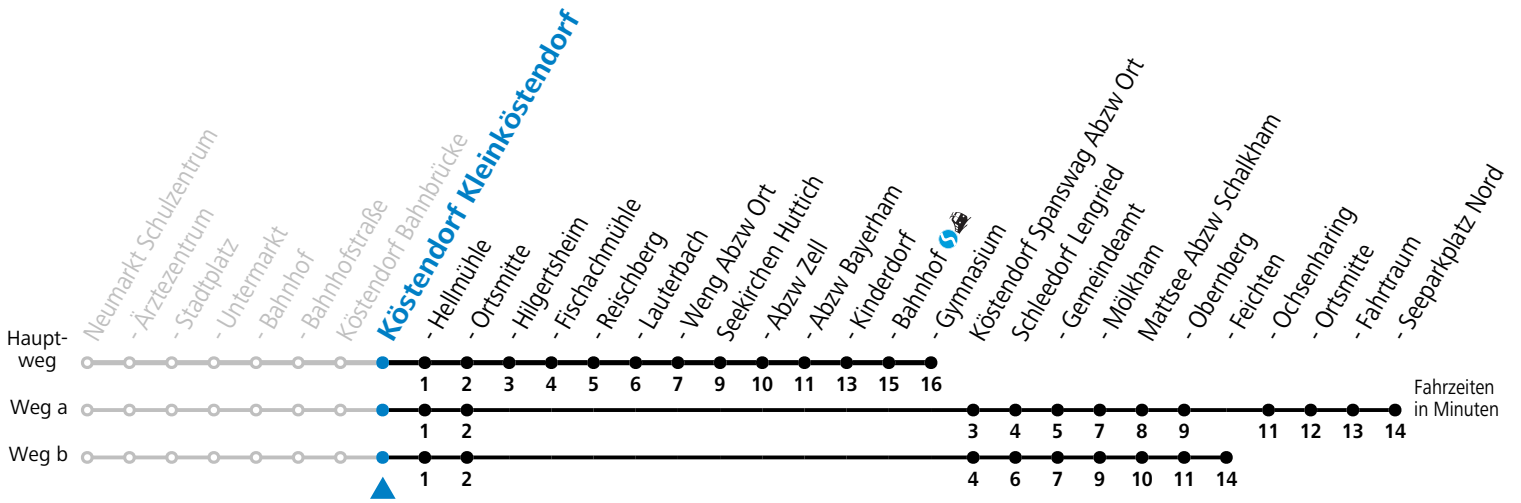 Neumarkt Schulzentrum
- Ärztezentrum
- Stadtplatz
- Untermarkt
- Bahnhof
- Bahnhofstraße
Köstendorf Bahnbrücke
Köstendorf Kleinköstendorf
- Hellmühle
- Ortsmitte
- Hilgertsheim
- Fischachmühle
- Reischberg
- Lauterbach
- Weng Abzw Ort
Seekirchen Huttich
- Abzw Zell
- Abzw Bayerham
- Kinderdorf
- Bahnhof
- Gymnasium
Köstendorf Spanswag Abzw Ort
Schleedorf Lengried
- Gemeindeamt
- Mölkham
Mattsee Abzw Schalkham
- Obernberg
- Feichten
- Ochsenharing
- Ortsmitte
- Fahrtraum
- Seeparkplatz Nord
Haupt-
weg
1 2 3 4 5 6 7 9 10 11 13 15 16
Fahrzeiten
in Minuten
Weg a
1 2 3 4 5 7 8 9 11 12 13 14
Weg b
1 2 4 6 7 9 10 11 14